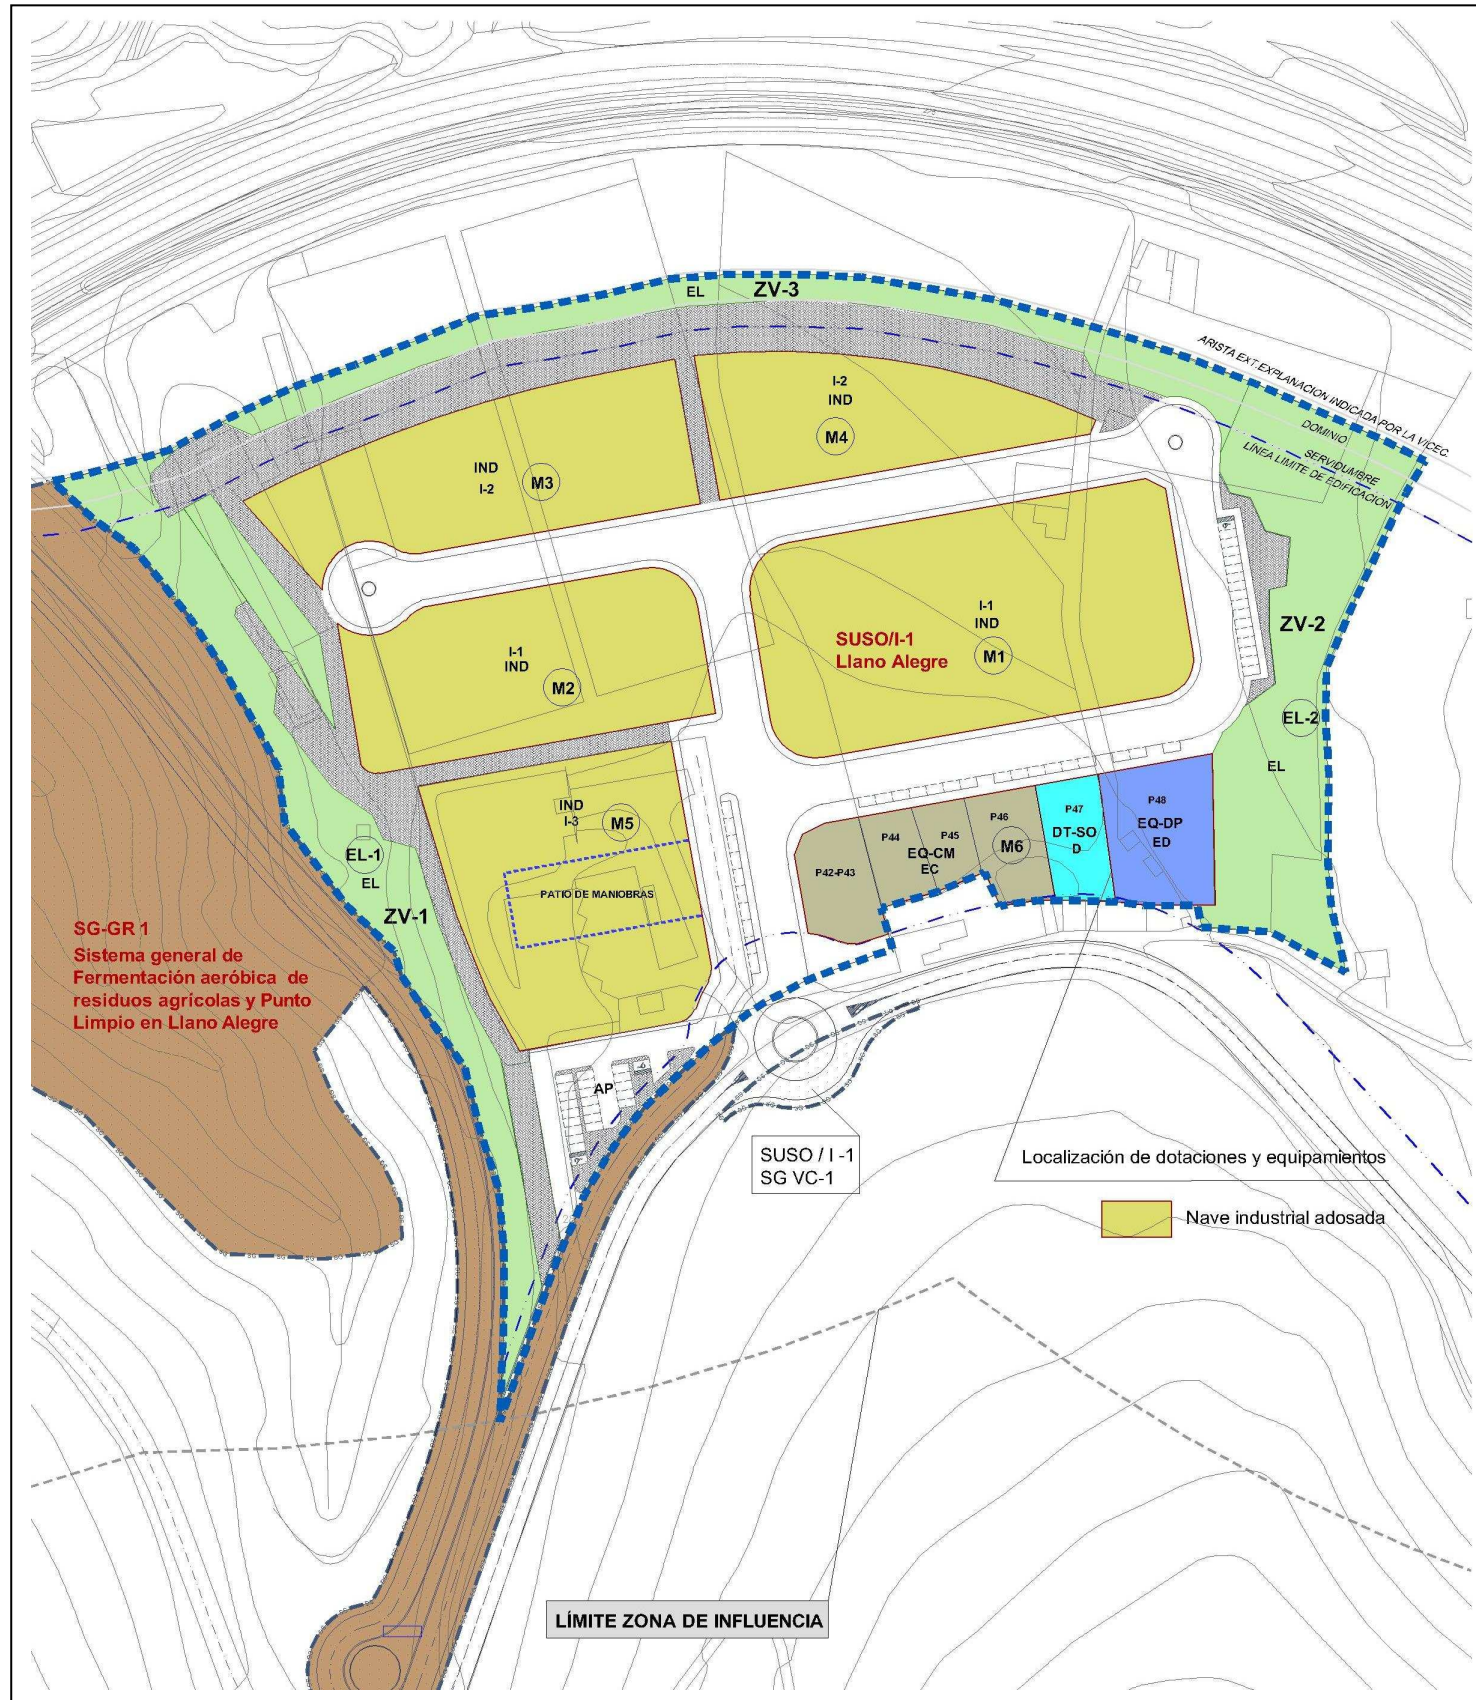 ZV-3
EL
ARISTA EXT.EXPLANACION INDICADA POR LA VICEC.
DOMINIO
SERVIDUMBRE
LÍNEA LIMITE DE EDIFICACION
I-2
IND
M4
IND
I-2
M3
I-1
IND
M1
SUSO/I-1
Llano Alegre
ZV-2
EL-2
EL
I-1
IND
M2
IND
I-3
M5
PATIO DE MANIOBRAS
P42-P43
P44
P45
P46
EQ-CM
EC
M6
P47
DT-SO
D
P48
EQ-DP
ED
EL-1
EL
ZV-1
SG-GR 1
Sistema general de
Fermentación aeróbica de
residuos agrícolas y Punto
Limpio en Llano Alegre
AP
SUSO / I -1
SG VC-1
Localización de dotaciones y equipamientos
Nave industrial adosada
LÍMITE ZONA DE INFLUENCIA